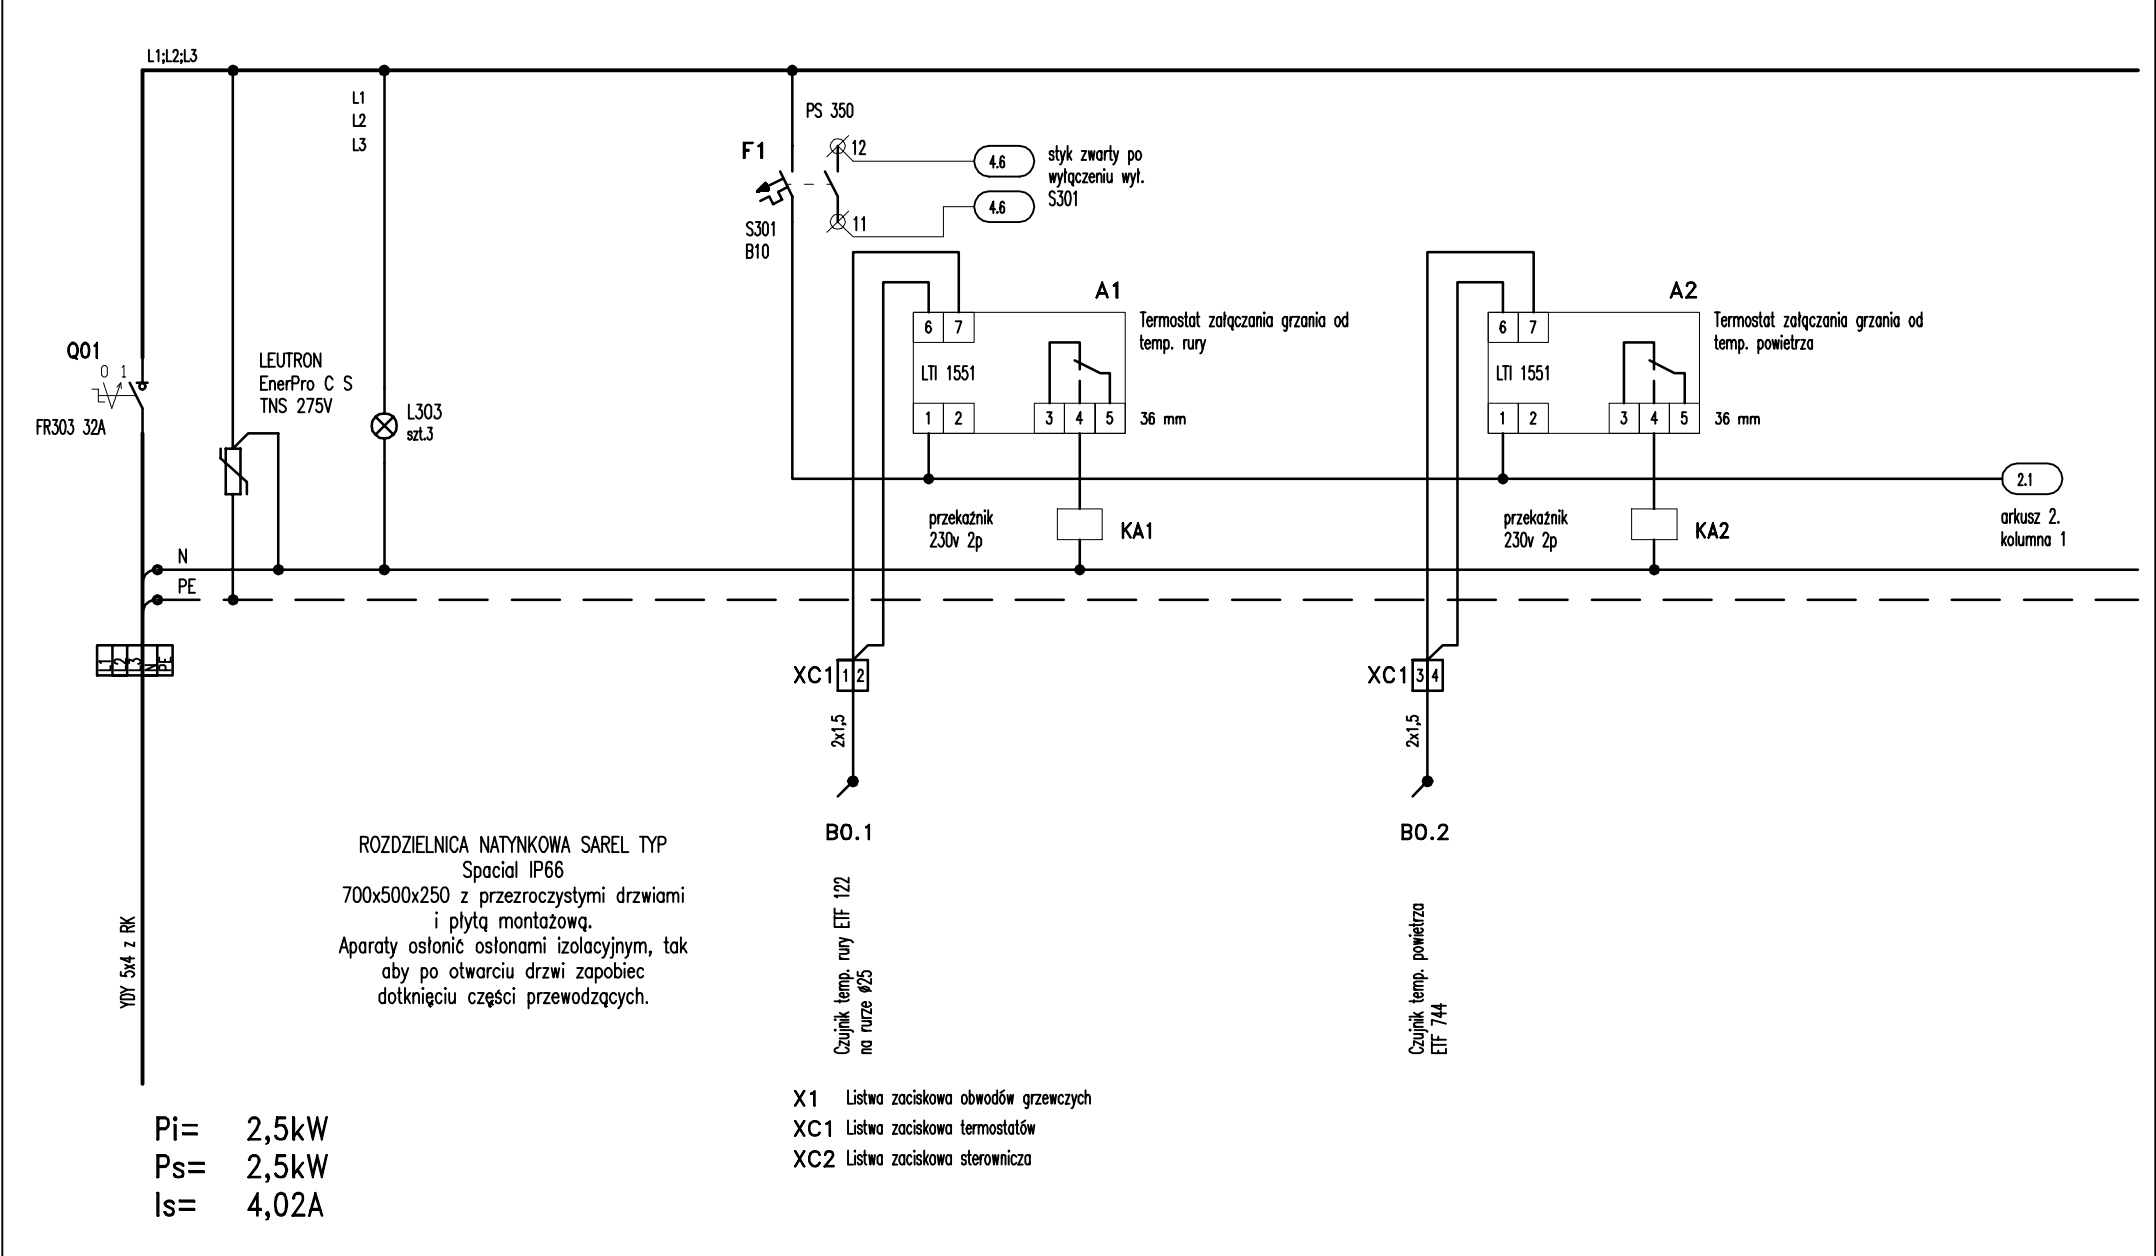 L1;L2;L3
L1
L2
L3
PS 350
F1
12
4.6
styk zwarty po
wyłączeniu wył.
S301
4.6
11
S301
B10
A1
Termostat załączania grzania od
temp. rury
6 7
LTI 1551
1 2
3 4 5
36 mm
A2
Termostat załączania grzania od
temp. powietrza
6 7
LTI 1551
1 2
3 4 5
36 mm
Q01
0 1
FR303 32A
LEUTRON
EnerPro C S
TNS 275V
L303
szt.3
2.1
arkusz 2.
kolumna 1
przekaźnik
230v 2p
KA1
przekaźnik
230v 2p
KA2
N
PE
L1 L2 L3 N PE
XC1 1 2
2x1,5
B0.1
Czujnik temp. rury ETF 122
na rurze ø25
XC1 3 4
2x1,5
B0.2
Czujnik temp. powietrza
ETF 744
YDY 5x4 z RK
ROZDZIELNICA NATYNKOWA SAREL TYP
Spacial IP66
700x500x250 z przezroczystymi drzwiami
i płytą montażową.
Aparaty osłonić osłonami izolacyjnym, tak
aby po otwarciu drzwi zapobiec
dotknięciu części przewodzących.
X1 Listwa zaciskowa obwodów grzewczych
XC1 Listwa zaciskowa termostatów
XC2 Listwa zaciskowa sterownicza
Pi= 2,5kW
Ps= 2,5kW
Is= 4,02A